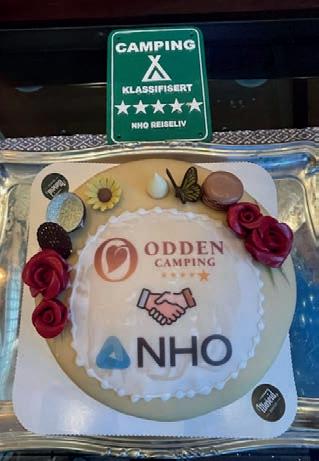 CAMPING
KLASSIFISERT
NHO REISELIV
ODDEN
CAMPING
NHO